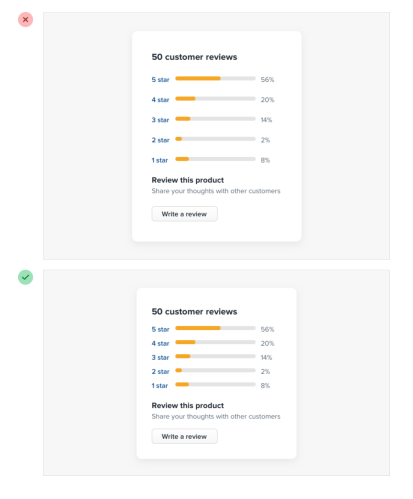 50 customer reviews
5 star 56%
4 star 20%
3 star 14%
2 star 2%
1 star 8%
Review this product
Share your thoughts with other customers
Write a review
50 customer reviews
5 star 56%
4 star 20%
3 star 14%
2 star 2%
1 star 8%
Review this product
Share your thoughts with other customers
Write a review